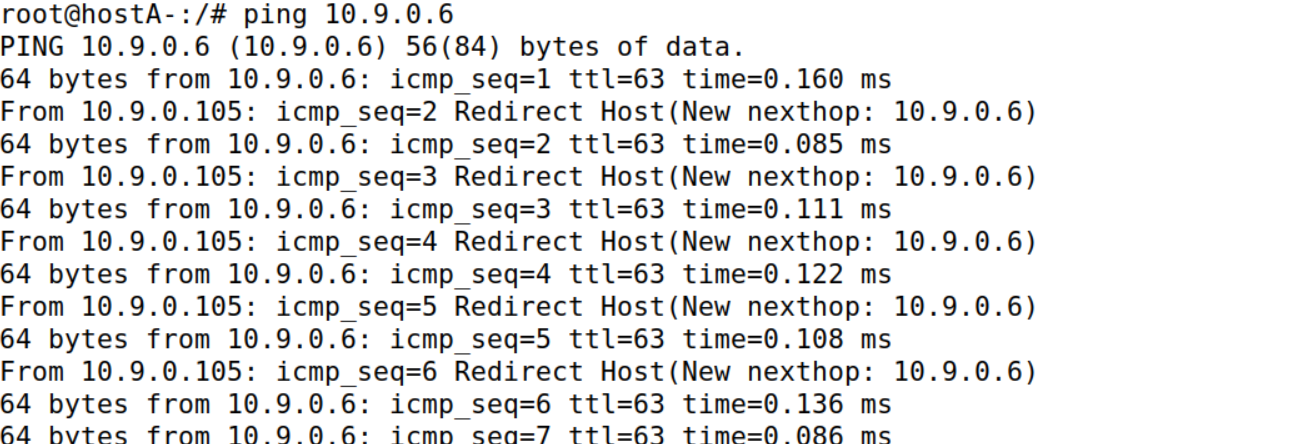 root@hostA-:/# ping 10.9.0.6
PING 10.9.0.6 (10.9.0.6) 56(84) bytes of data.
64 bytes from 10.9.0.6: icmp_seq=1 ttl=63 time=0.160 ms
From 10.9.0.105: icmp_seq=2 Redirect Host(New nexthop: 10.9.0.6)
64 bytes from 10.9.0.6: icmp_seq=2 ttl=63 time=0.085 ms
From 10.9.0.105: icmp_seq=3 Redirect Host(New nexthop: 10.9.0.6)
64 bytes from 10.9.0.6: icmp_seq=3 ttl=63 time=0.111 ms
From 10.9.0.105: icmp_seq=4 Redirect Host(New nexthop: 10.9.0.6)
64 bytes from 10.9.0.6: icmp_seq=4 ttl=63 time=0.122 ms
From 10.9.0.105: icmp_seq=5 Redirect Host(New nexthop: 10.9.0.6)
64 bytes from 10.9.0.6: icmp_seq=5 ttl=63 time=0.108 ms
From 10.9.0.105: icmp_seq=6 Redirect Host(New nexthop: 10.9.0.6)
64 bytes from 10.9.0.6: icmp_seq=6 ttl=63 time=0.136 ms
64 bytes from 10.9.0.6: icmp_seq=7 ttl=63 time=0.086 ms